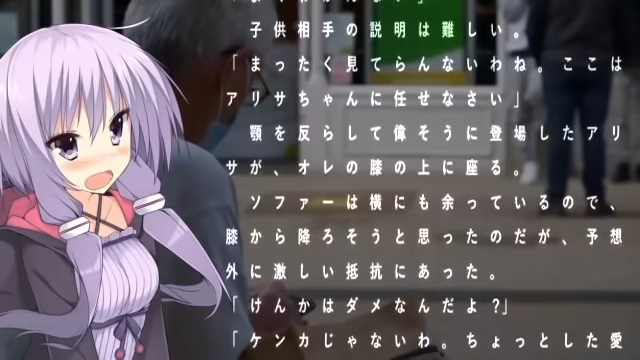 子供相手の説明は難しい。
「まったく見てらんないわね。ここは
アリサちゃんに任せなさい」
顎を反らして偉そうに登場したアリ
サが、オレの膝の上に座る。
ソファーは横にも余っているので、
膝から降ろそうと思ったのだが、予想
外に激しい抵抗にあった。
「けんかはダメなんだよ?」
「ケンカじゃないわ。ちょっとした愛